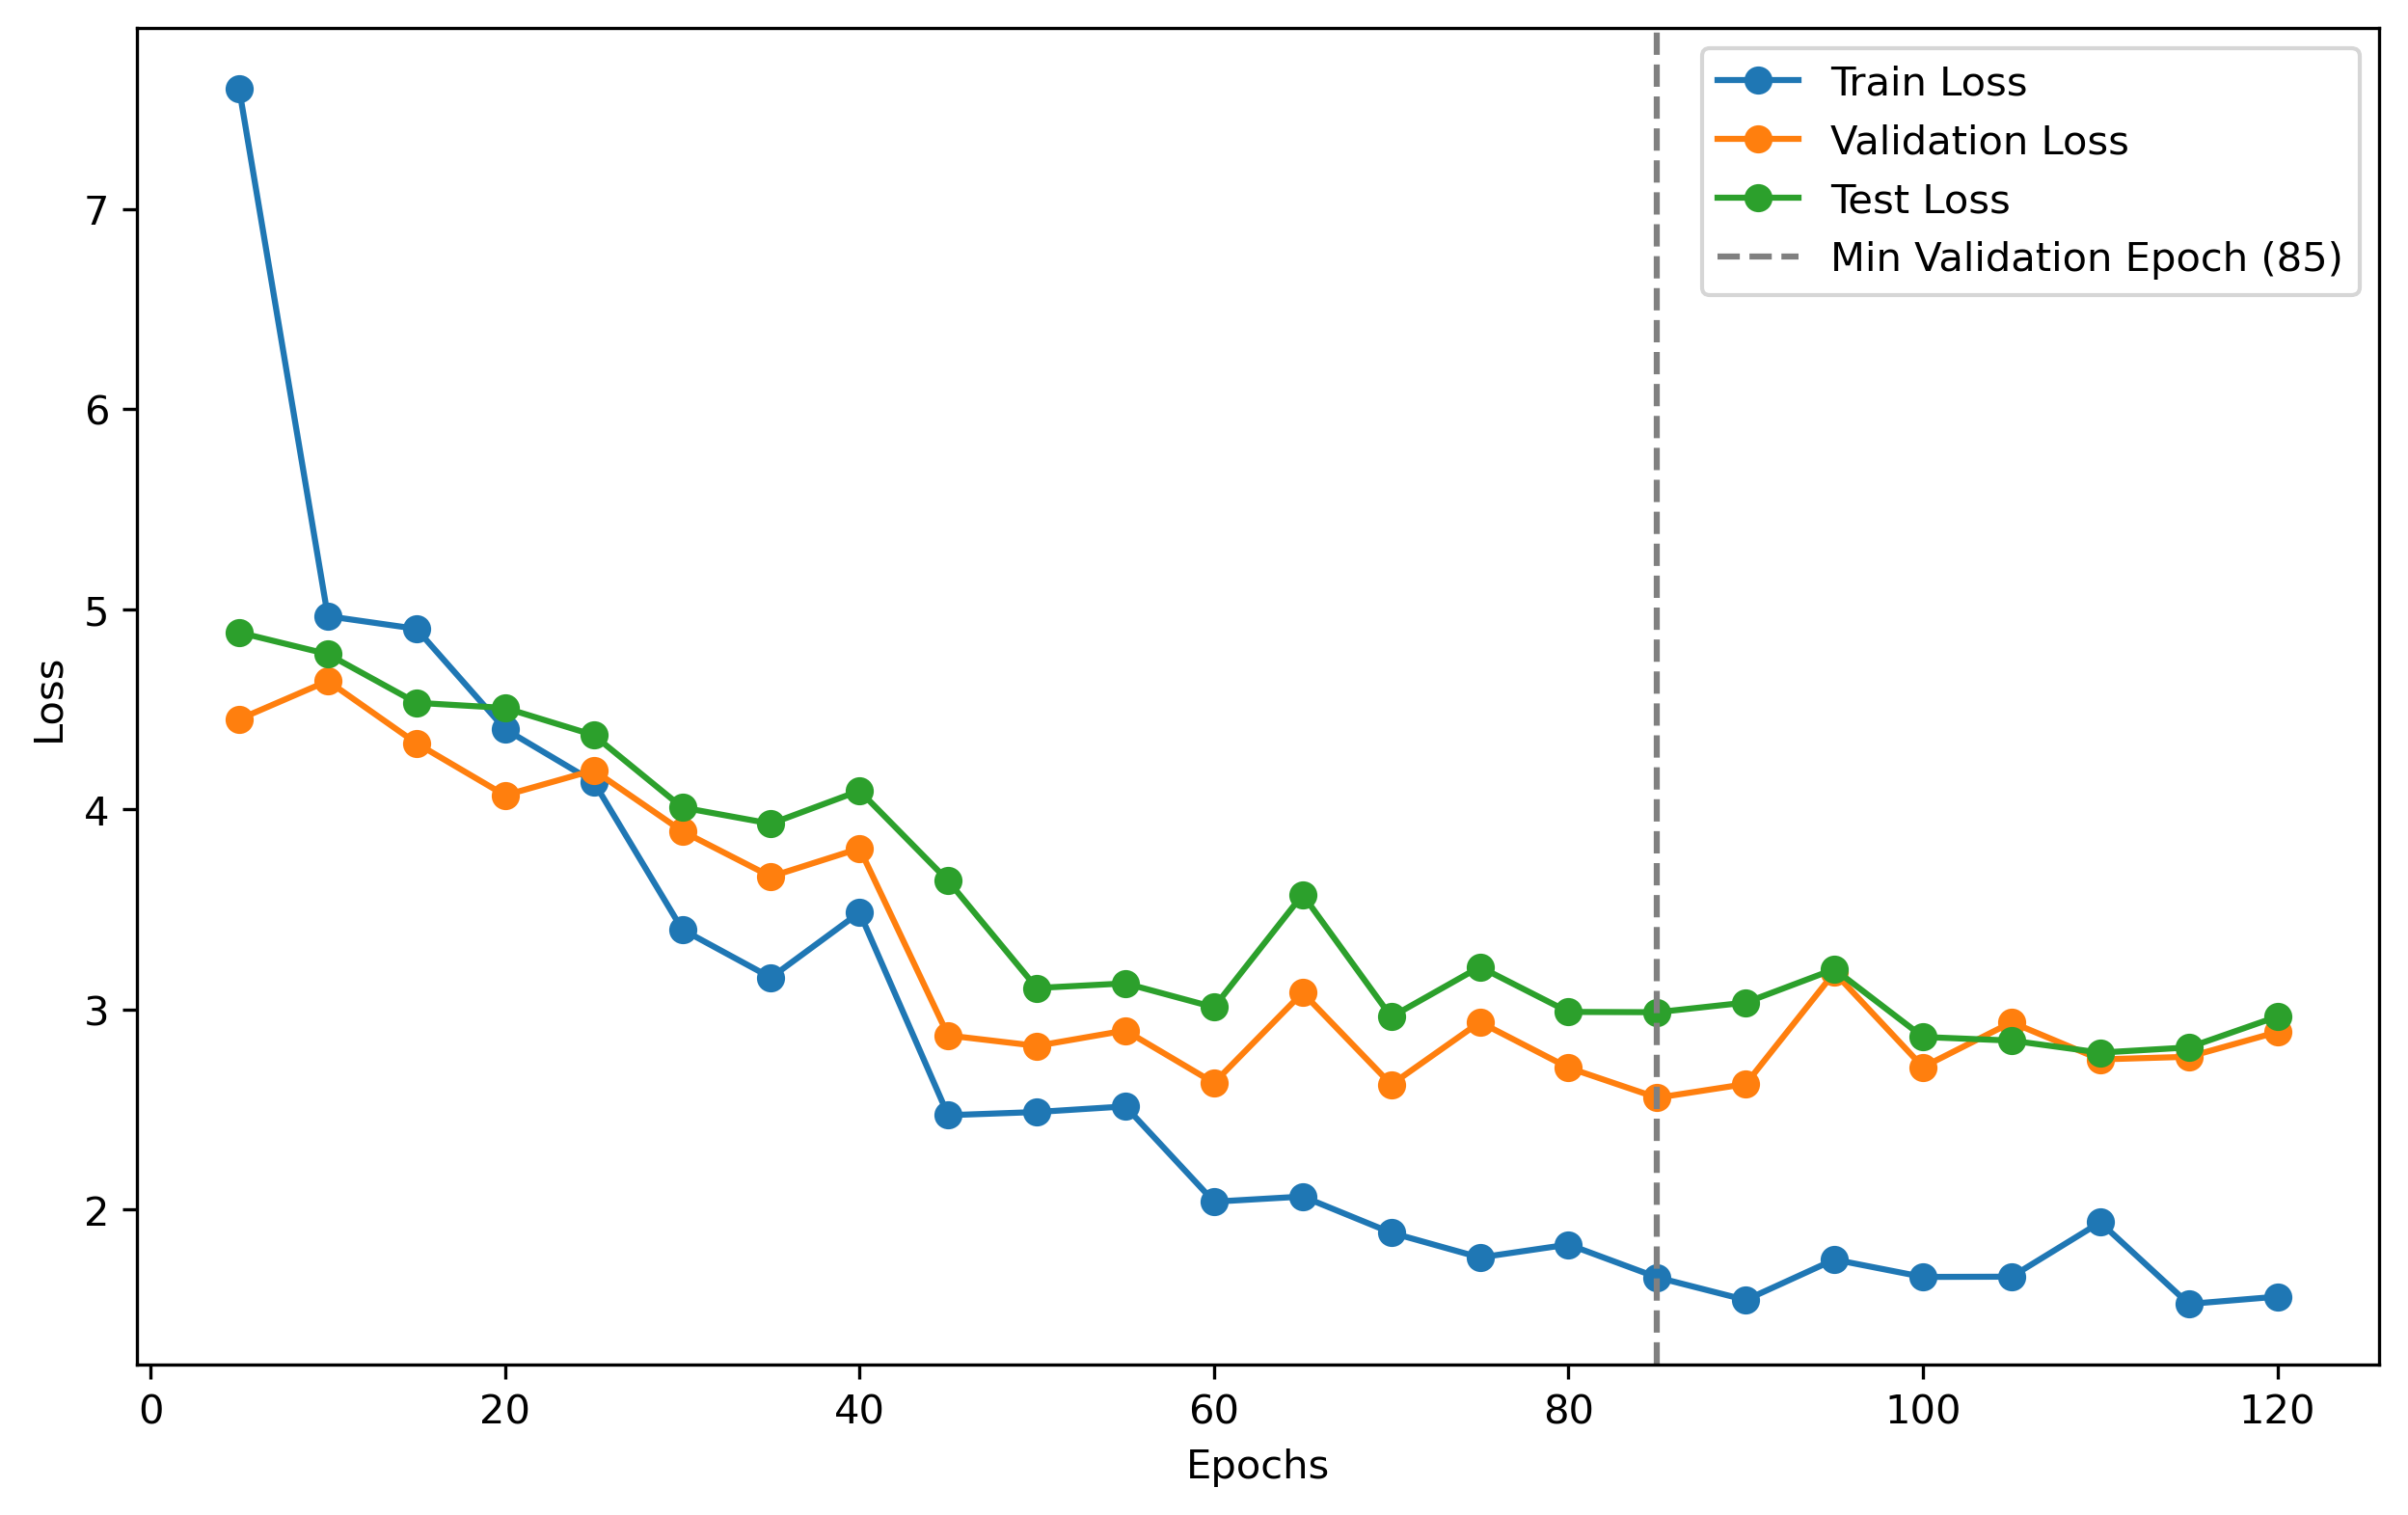 Train Loss
Validation Loss
Test Loss
Min Validation Epoch (85)
7
6
5
4
3
2
Loss
0 20 40 60 80 100 120
Epochs